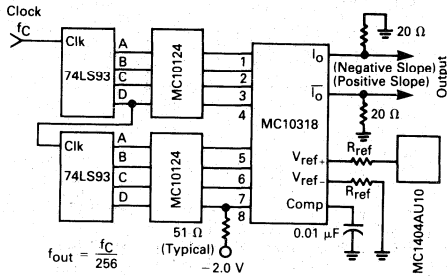 Clock
fC
Clk
A
B
C
D
74LS93
MC10124
1
2
3
4
IO
20 Ω
(Negative Slope)
(Positive Slope)
Output
IO
20 Ω
MC10318
Clk
A
B
C
D
74LS93
MC10124
5
6
7
8
Vref+
Rref
Vref−
Rref
Comp
0.01 µF
MC1404AU10
51 Ω
(Typical)
−2.0 V
fout = fC/256